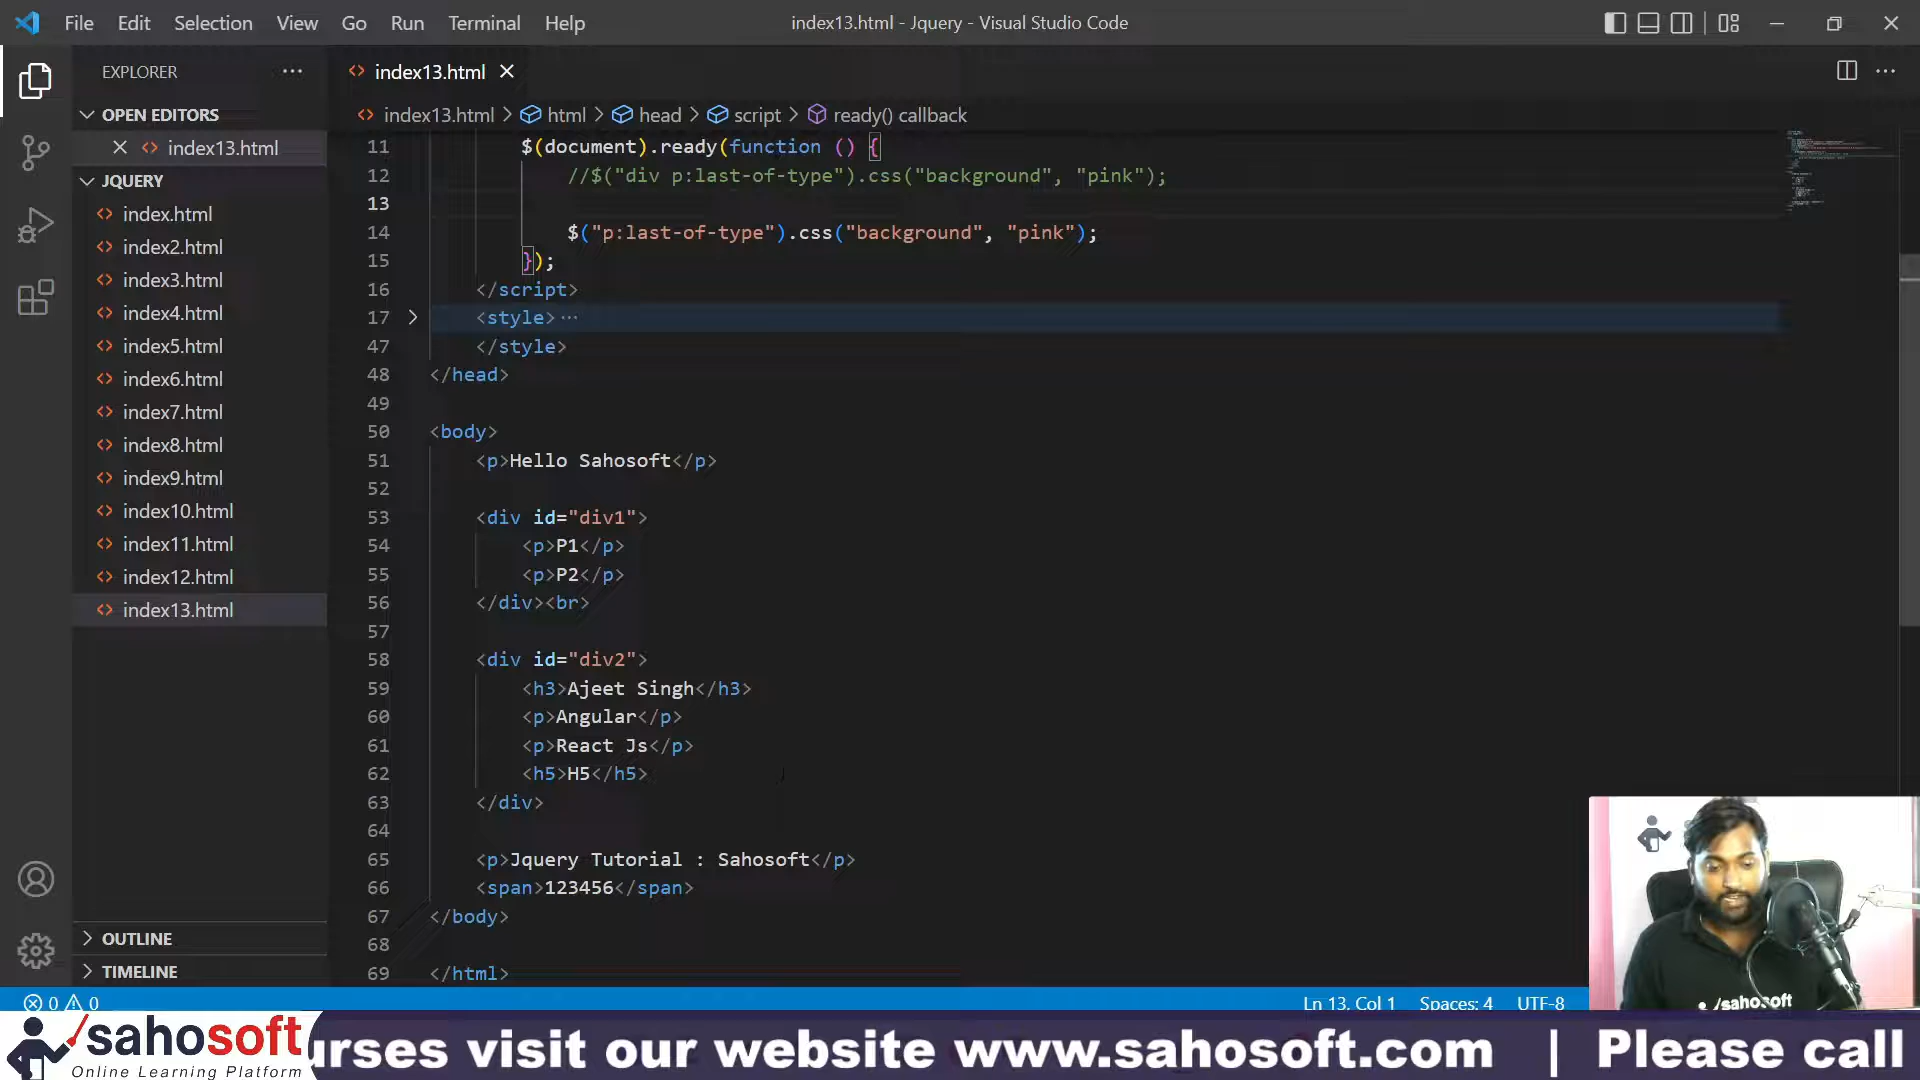 File Edit Selection View Go Run Terminal Help
index13.html - Jquery - Visual Studio Code
EXPLORER
OPEN EDITORS
index13.html
JQUERY
index.html
index2.html
index3.html
index4.html
index5.html
index6.html
index7.html
index8.html
index9.html
index10.html
index11.html
index12.html
index13.html
OUTLINE
TIMELINE
index13.html
index13.html > html > head > script > ready() callback
11 $(document).ready(function () {
12 //$("div p:last-of-type").css("background", "pink");
13
14 $("p:last-of-type").css("background", "pink");
15 });
16 </script>
17 <style>...
47 </style>
48 </head>
49
50 <body>
51 <p>Hello Sahosoft</p>
52
53 <div id="div1">
54 <p>P1</p>
55 <p>P2</p>
56 </div><br>
57
58 <div id="div2">
59 <h3>Ajeet Singh</h3>
60 <p>Angular</p>
61 <p>React Js</p>
62 <h5>H5</h5>
63 </div>
64
65 <p>Jquery Tutorial : Sahosoft</p>
66 <span>123456</span>
67 </body>
68
69 </html>
0 0
Ln 13, Col 1 Spaces: 4 UTF-8
/sahosoft
sahosoft
Online Learning Platform
urses visit our website www.sahosoft.com | Please call